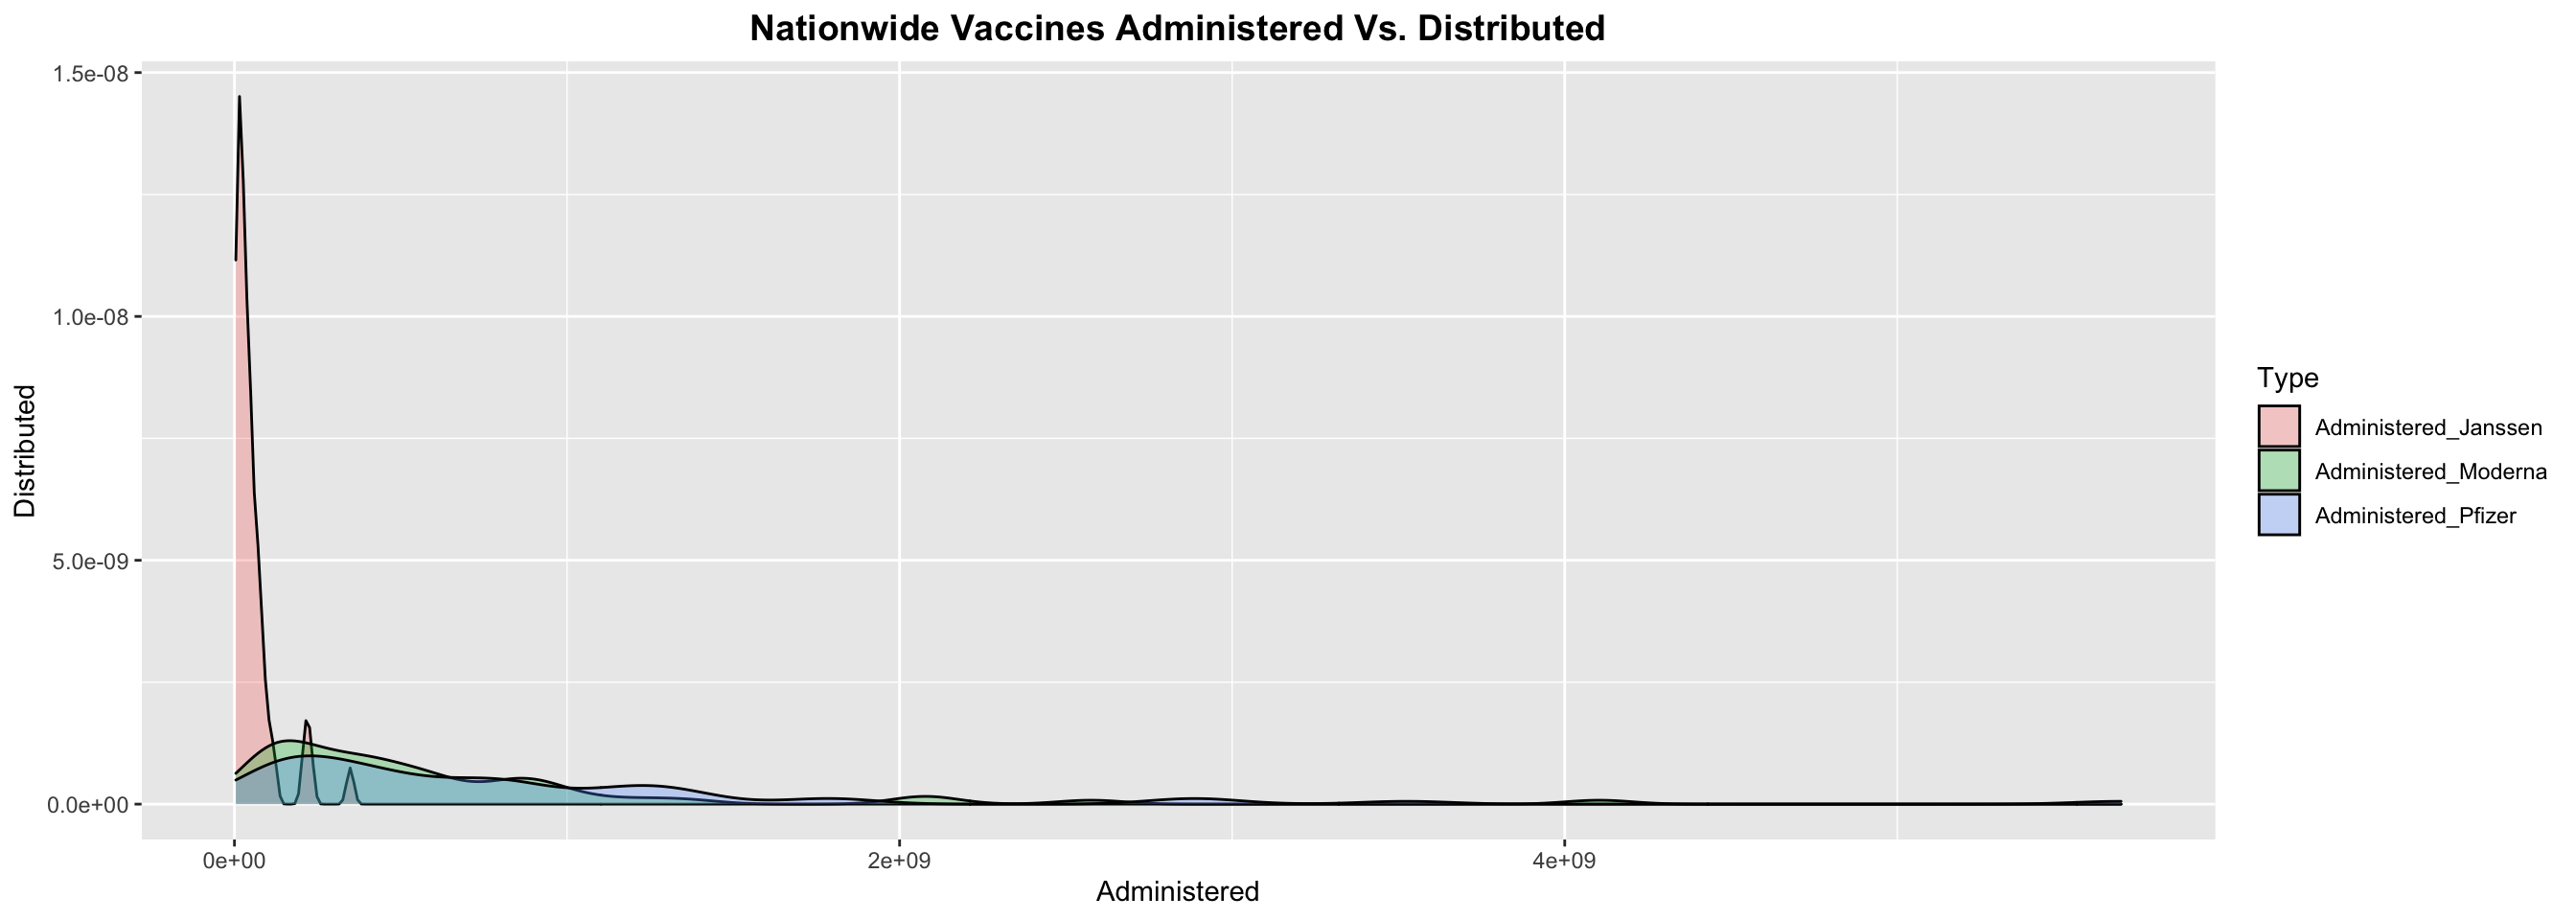 Nationwide Vaccines Administered Vs. Distributed
1.5e-08
1.0e-08
5.0e-09
0.0e+00
Distributed
0e+00
2e+09
4e+09
Administered
Type
Administered_Janssen
Administered_Moderna
Administered_Pfizer